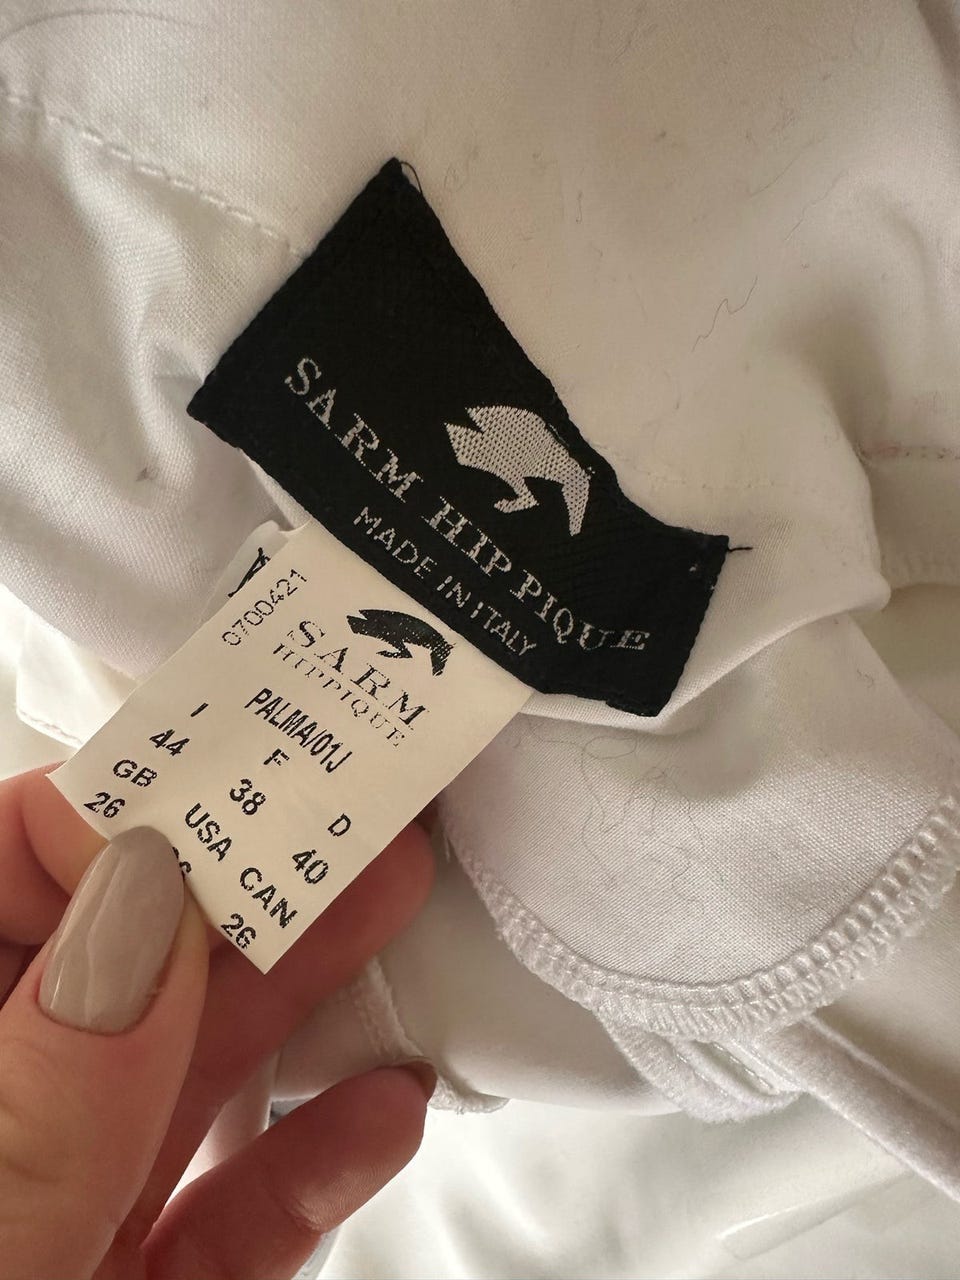 SARM HIPPIQUE
MADE IN ITALY
0700421
SARM
HIPPIQUE
PALMA/01J
I F D
44 38 40
GB USA CAN
26 26